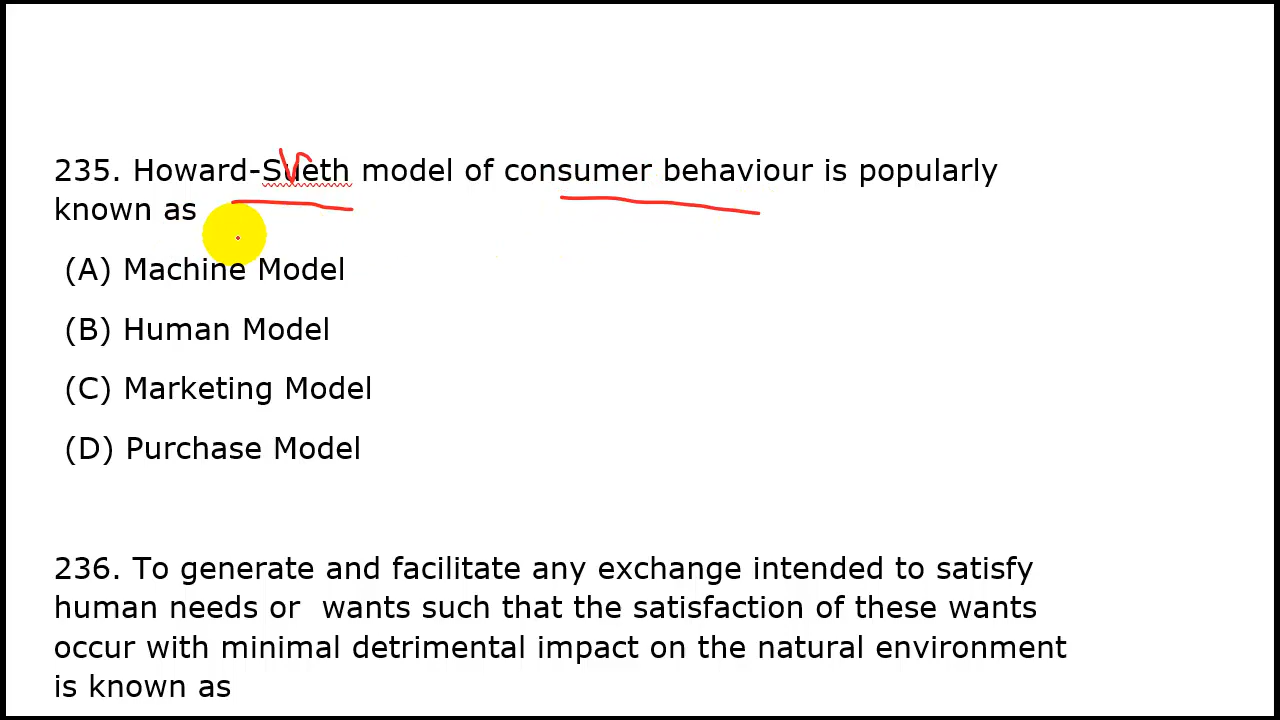 235. Howard-Sueth model of consumer behaviour is popularly
known as
(A) Machine Model
(B) Human Model
(C) Marketing Model
(D) Purchase Model
236. To generate and facilitate any exchange intended to satisfy
human needs or  wants such that the satisfaction of these wants
occur with minimal detrimental impact on the natural environment
is known as